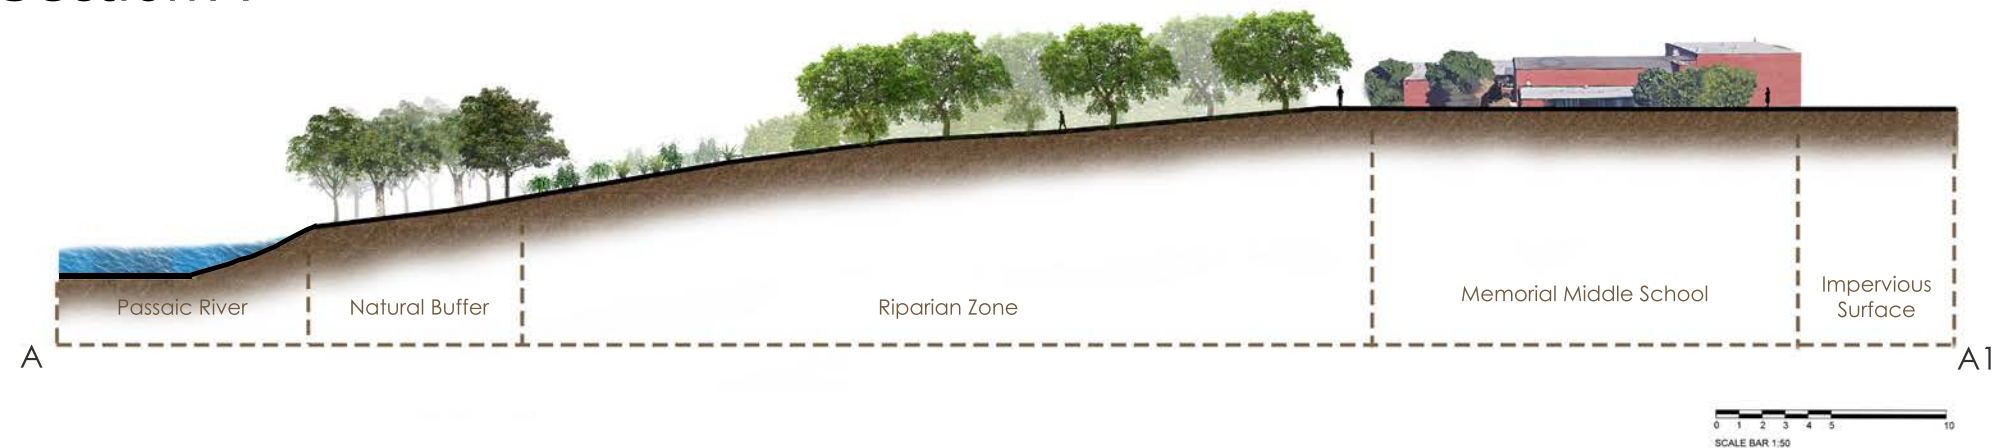 Passaic River
Natural Buffer
Riparian Zone
Memorial Middle School
Impervious
Surface
A
A1
0 1 2 3 4 5 10
SCALE BAR 1:50